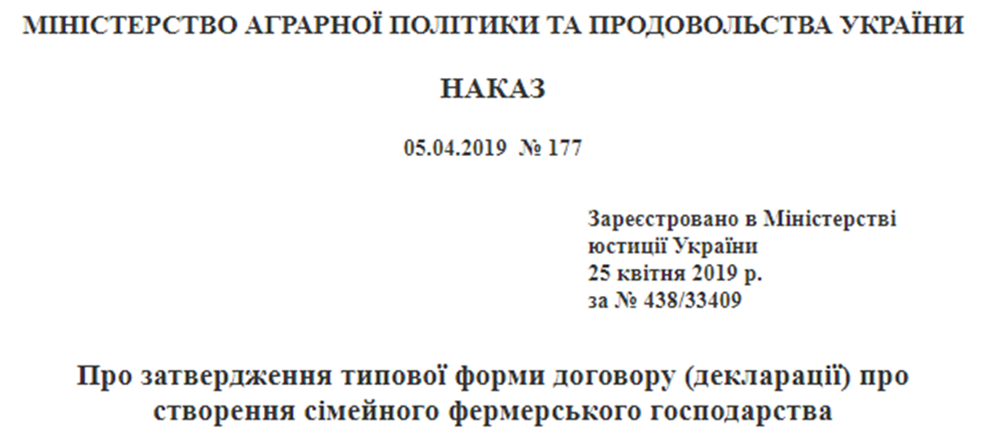 МІНІСТЕРСТВО АГРАРНОЇ ПОЛІТИКИ ТА ПРОДОВОЛЬСТВА УКРАЇНИ
НАКАЗ
05.04.2019 № 177
Зареєстровано в Міністерстві
юстиції України
25 квітня 2019 р.
за № 438/33409
Про затвердження типової форми договору (декларації) про
створення сімейного фермерського господарства